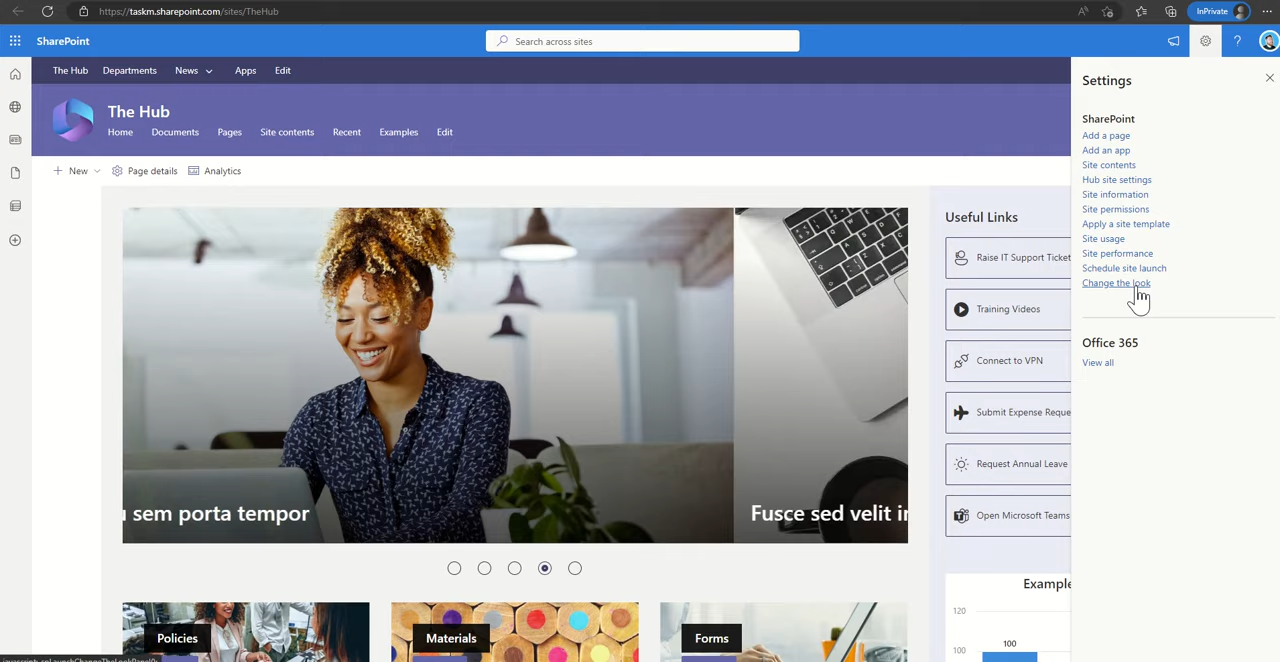 https://taskm.sharepoint.com/sites/TheHub
InPrivate
SharePoint
Search across sites
The Hub
Departments
News
Apps
Edit
The Hub
Home
Documents
Pages
Site contents
Recent
Examples
Edit
+ New
Page details
Analytics
sem porta tempor
Fusce sed velit
Policies
Materials
Forms
Useful Links
Raise IT Support Ticket
Training Videos
Connect to VPN
Submit Expense Reque
Request Annual Leave
Open Microsoft Teams
Example
120
100
100
Settings
SharePoint
Add a page
Add an app
Site contents
Hub site settings
Site information
Site permissions
Apply a site template
Site usage
Site performance
Schedule site launch
Change the look
Office 365
View all